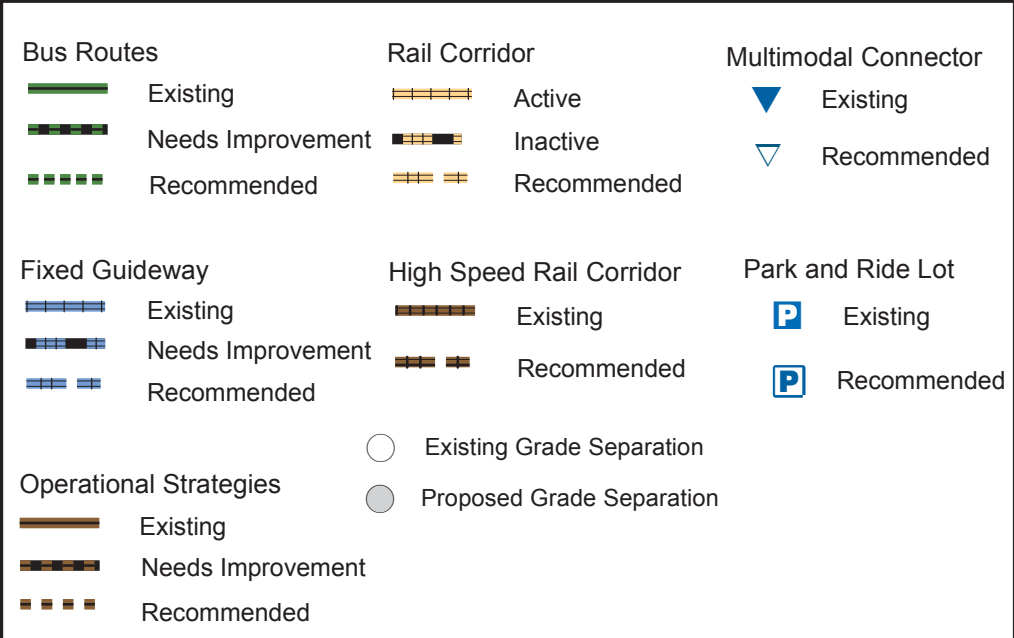 Bus Routes
Existing
Needs Improvement
Recommended
Rail Corridor
Active
Inactive
Recommended
Multimodal Connector
Existing
Recommended
Fixed Guideway
Existing
Needs Improvement
Recommended
High Speed Rail Corridor
Existing
Recommended
Park and Ride Lot
P Existing
P Recommended
Existing Grade Separation
Proposed Grade Separation
Operational Strategies
Existing
Needs Improvement
Recommended